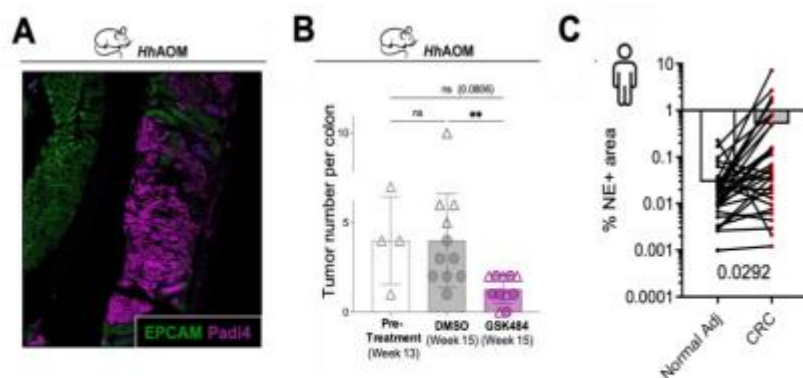 A
HhAOM
EPCAM Padi4
B
HhAOM
ns (0.0806)
ns
**
Tumor number per colon
10
5
0
Pre-Treatment (Week 13)
DMSO (Week 15)
GSK484 (Week 15)
C
% NE+ area
10
1
0.1
0.01
0.001
0.0001
0.0292
Normal Adj
CRC